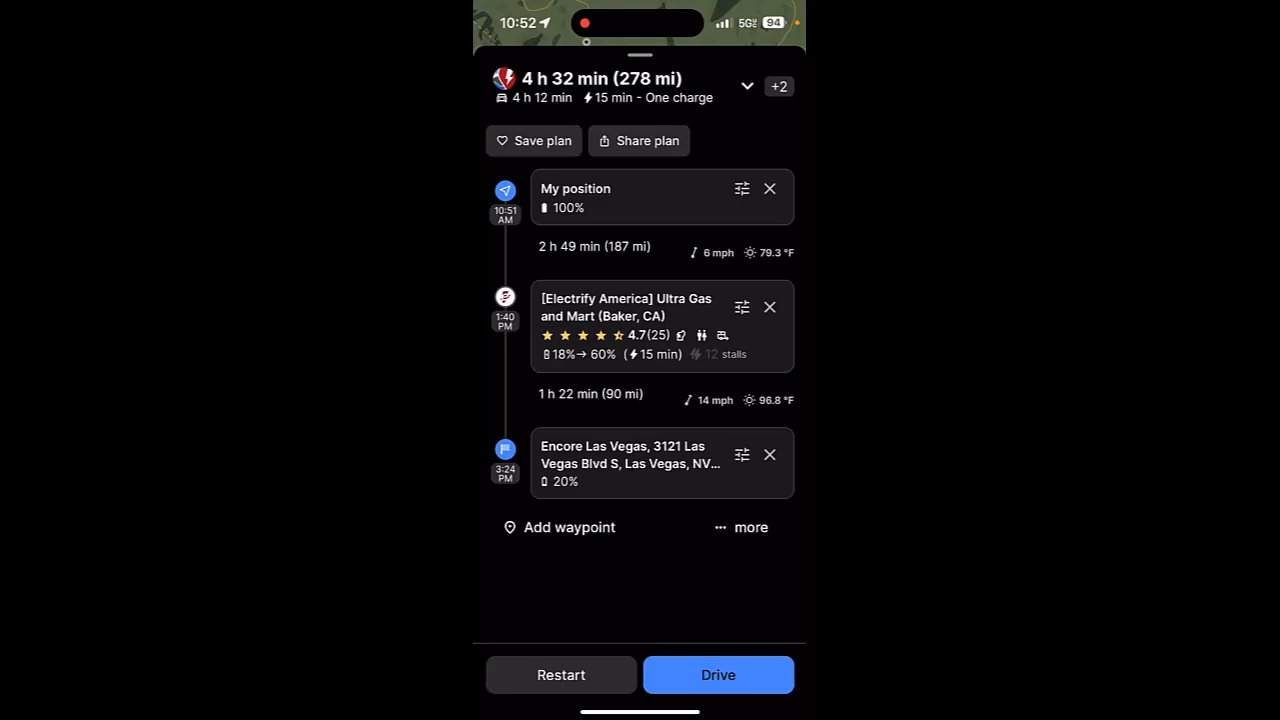 10:52
5G
94
4 h 32 min (278 mi)
4 h 12 min 15 min - One charge
+2
Save plan
Share plan
My position
100%
10:51 AM
2 h 49 min (187 mi)
6 mph 79.3 °F
[Electrify America] Ultra Gas
and Mart (Baker, CA)
4.7(25)
18%→ 60% (15 min) 12 stalls
1:40 PM
1 h 22 min (90 mi)
14 mph 96.8 °F
Encore Las Vegas, 3121 Las
Vegas Blvd S, Las Vegas, NV...
20%
3:24 PM
Add waypoint
more
Restart
Drive